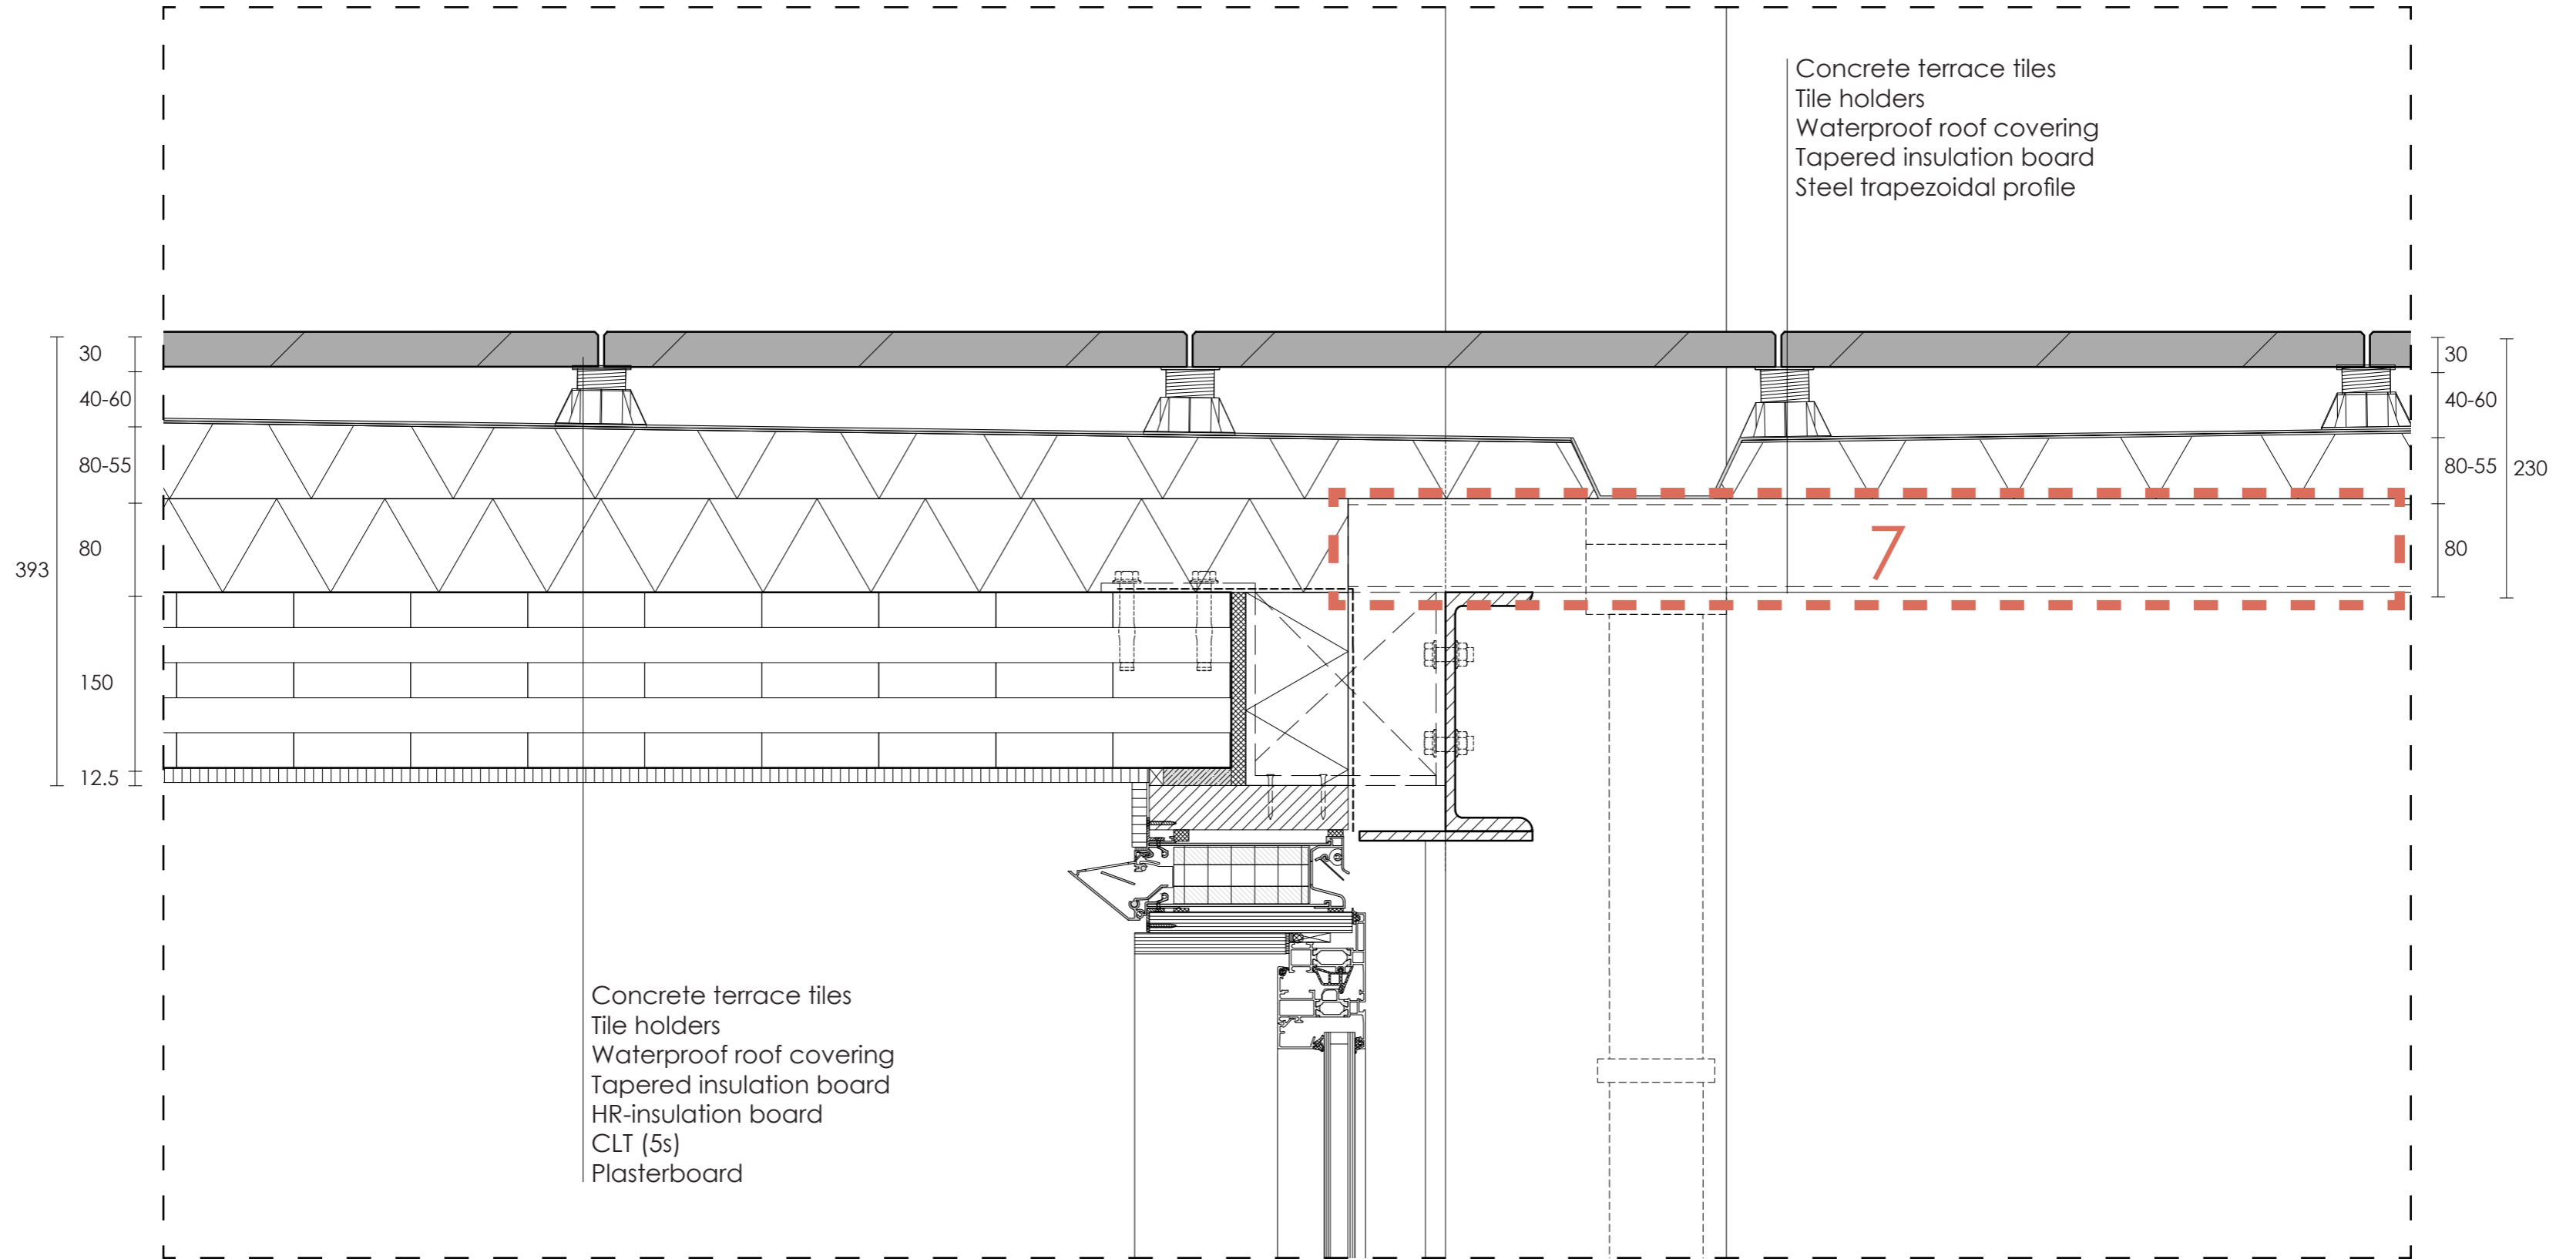 Concrete terrace tiles
Tile holders
Waterproof roof covering
Tapered insulation board
Steel trapezoidal profile
30
40-60
80-55
80
393
150
12.5
30
40-60
80-55
230
80
7
Concrete terrace tiles
Tile holders
Waterproof roof covering
Tapered insulation board
HR-insulation board
CLT (5s)
Plasterboard